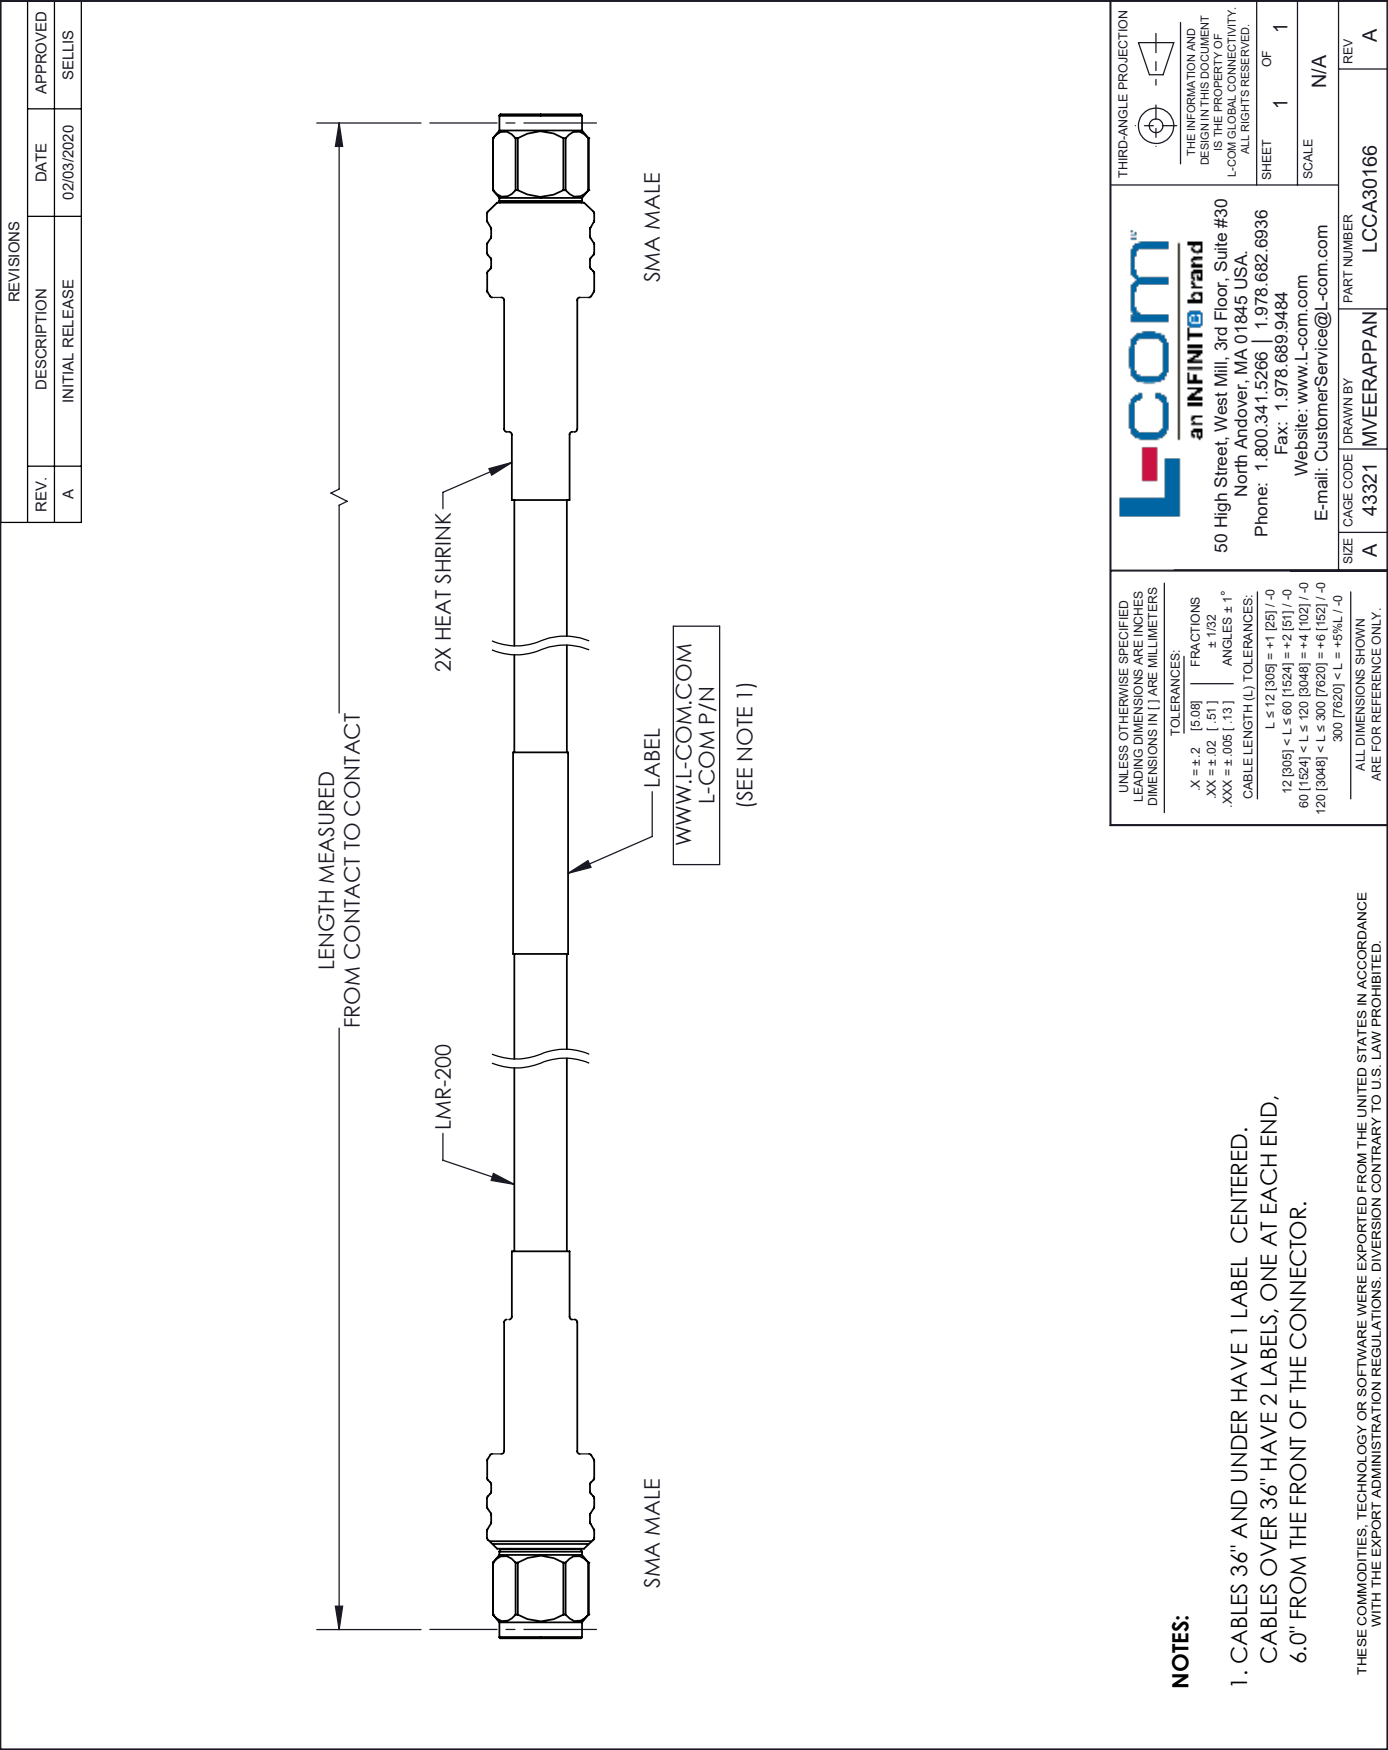 REVISIONS
REV. DESCRIPTION DATE APPROVED
A INITIAL RELEASE 02/03/2020 SELLIS
LENGTH MEASURED
FROM CONTACT TO CONTACT
LMR-200
2X HEAT SHRINK
SMA MALE
SMA MALE
LABEL
WWW.L-COM.COM
L-COM P/N
(SEE NOTE 1)
NOTES:
1. CABLES 36" AND UNDER HAVE 1 LABEL CENTERED.
CABLES OVER 36" HAVE 2 LABELS, ONE AT EACH END,
6.0" FROM THE FRONT OF THE CONNECTOR.
THESE COMMODITIES, TECHNOLOGY OR SOFTWARE WERE EXPORTED FROM THE UNITED STATES IN ACCORDANCE
WITH THE EXPORT ADMINISTRATION REGULATIONS. DIVERSION CONTRARY TO U.S. LAW PROHIBITED.
UNLESS OTHERWISE SPECIFIED
LEADING DIMENSIONS ARE INCHES
DIMENSIONS IN [ ] ARE MILLIMETERS
TOLERANCES:
.X = ±.2 [5.08] FRACTIONS
.XX = ±.02 [ .51 ] ± 1/32
.XXX = ± .005 [ .13 ] ANGLES ± 1°
CABLE LENGTH (L) TOLERANCES:
L ≤ 12 [305] = +1 [25] / -0
12 [305] < L ≤ 60 [1524] = +2 [51] / -0
60 [1524] < L ≤ 120 [3048] = +4 [102] / -0
120 [3048] < L ≤ 300 [7620] = +6 [152] / -0
300 [7620] < L = +5%L / -0
ALL DIMENSIONS SHOWN
ARE FOR REFERENCE ONLY.
L-com
an INFINITe brand
50 High Street, West Mill, 3rd Floor, Suite #30
North Andover, MA 01845 USA.
Phone: 1.800.341.5266 | 1.978.682.6936
Fax: 1.978.689.9484
Website: www.L-com.com
E-mail: CustomerService@L-com.com
THIRD-ANGLE PROJECTION
THE INFORMATION AND
DESIGN IN THIS DOCUMENT
IS THE PROPERTY OF
L-COM GLOBAL CONNECTIVITY.
ALL RIGHTS RESERVED.
SHEET 1 OF 1
SCALE N/A
SIZE CAGE CODE DRAWN BY PART NUMBER REV
A 43321 MVEERAPPAN LCCA30166 A